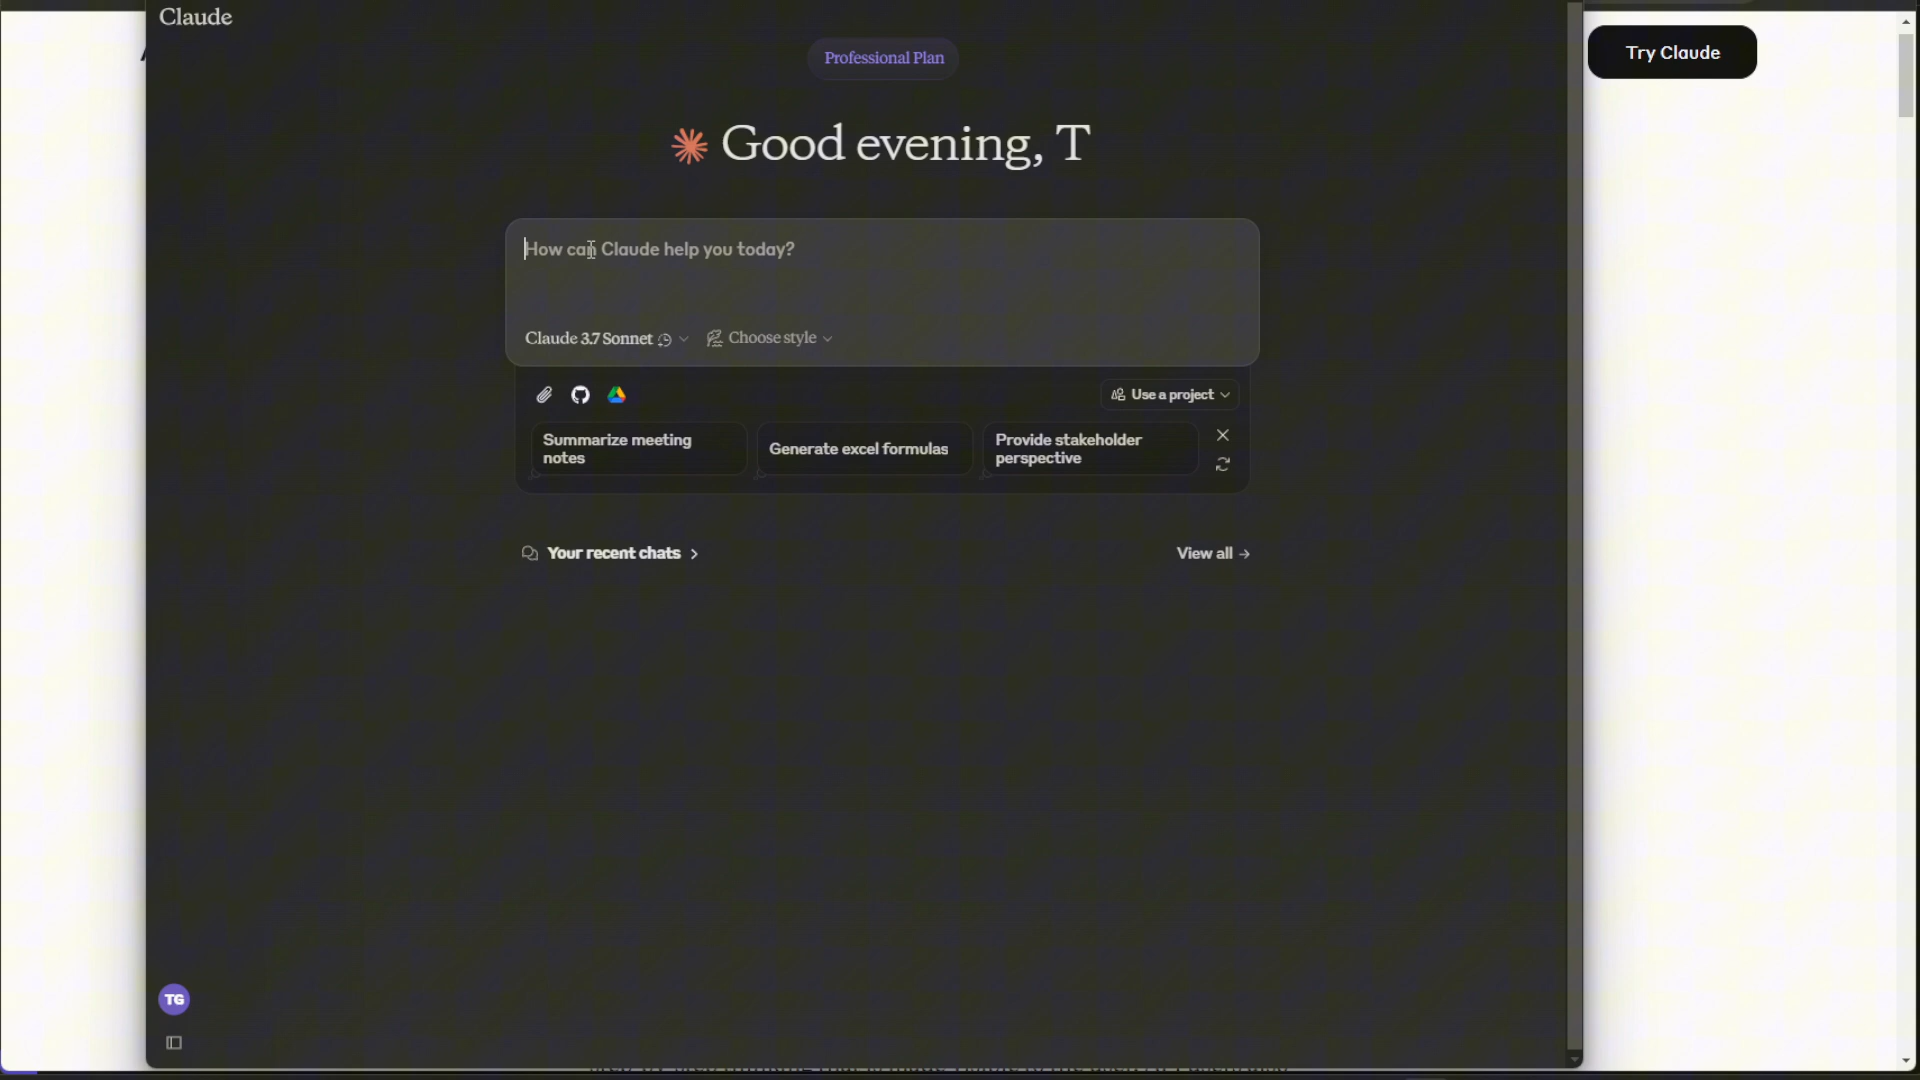 Claude
Try Claude
Professional Plan
Good evening, T
How can Claude help you today?
Claude 3.7 Sonnet
Choose style
Use a project
Summarize meeting
notes
Generate excel formulas
Provide stakeholder
perspective
Your recent chats
View all
TG